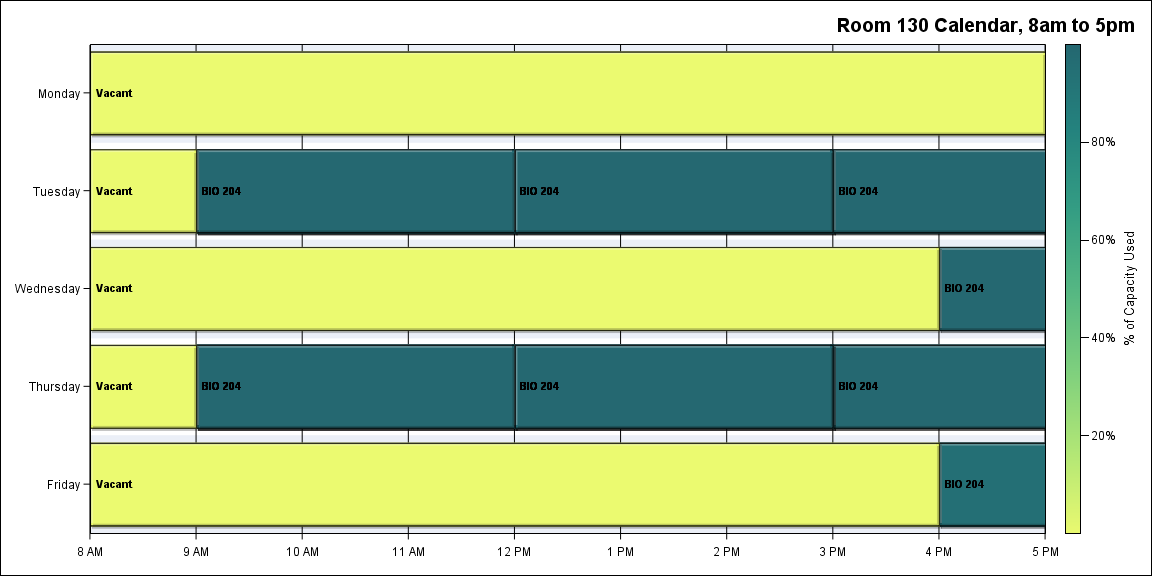 Room 130 Calendar, 8am to 5pm
Monday
Vacant
Tuesday
Vacant
BIO 204
BIO 204
BIO 204
Wednesday
Vacant
BIO 204
Thursday
Vacant
BIO 204
BIO 204
BIO 204
Friday
Vacant
BIO 204
8 AM
9 AM
10 AM
11 AM
12 PM
1 PM
2 PM
3 PM
4 PM
5 PM
80%
60%
40%
20%
% of Capacity Used